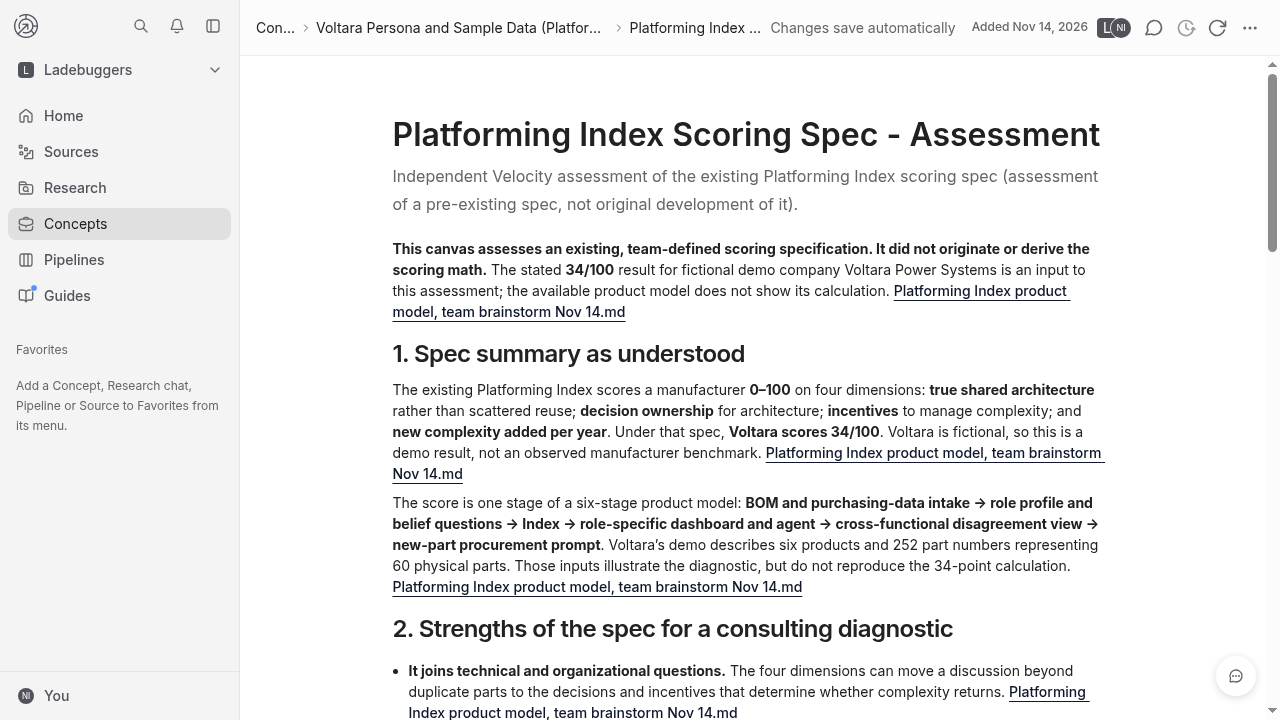 Con...
Voltara Persona and Sample Data (Platfor...
Platforming Index ...
Changes save automatically
Added Nov 14, 2026
L
NI
L
Ladebuggers
Home
Sources
Research
Concepts
Pipelines
Guides
Favorites
Add a Concept, Research chat,
Pipeline or Source to Favorites from
its menu.
NI
You
Platforming Index Scoring Spec - Assessment
Independent Velocity assessment of the existing Platforming Index scoring spec (assessment
of a pre-existing spec, not original development of it).
This canvas assesses an existing, team-defined scoring specification. It did not originate or derive the
scoring math. The stated 34/100 result for fictional demo company Voltara Power Systems is an input to
this assessment; the available product model does not show its calculation. Platforming Index product
model, team brainstorm Nov 14.md
1. Spec summary as understood
The existing Platforming Index scores a manufacturer 0–100 on four dimensions: true shared architecture
rather than scattered reuse; decision ownership for architecture; incentives to manage complexity; and
new complexity added per year. Under that spec, Voltara scores 34/100. Voltara is fictional, so this is a
demo result, not an observed manufacturer benchmark. Platforming Index product model, team brainstorm
Nov 14.md
The score is one stage of a six-stage product model: BOM and purchasing-data intake → role profile and
belief questions → Index → role-specific dashboard and agent → cross-functional disagreement view →
new-part procurement prompt. Voltara’s demo describes six products and 252 part numbers representing
60 physical parts. Those inputs illustrate the diagnostic, but do not reproduce the 34-point calculation.
Platforming Index product model, team brainstorm Nov 14.md
2. Strengths of the spec for a consulting diagnostic
• It joins technical and organizational questions. The four dimensions can move a discussion beyond
duplicate parts to the decisions and incentives that determine whether complexity returns. Platforming
Index product model, team brainstorm Nov 14.md